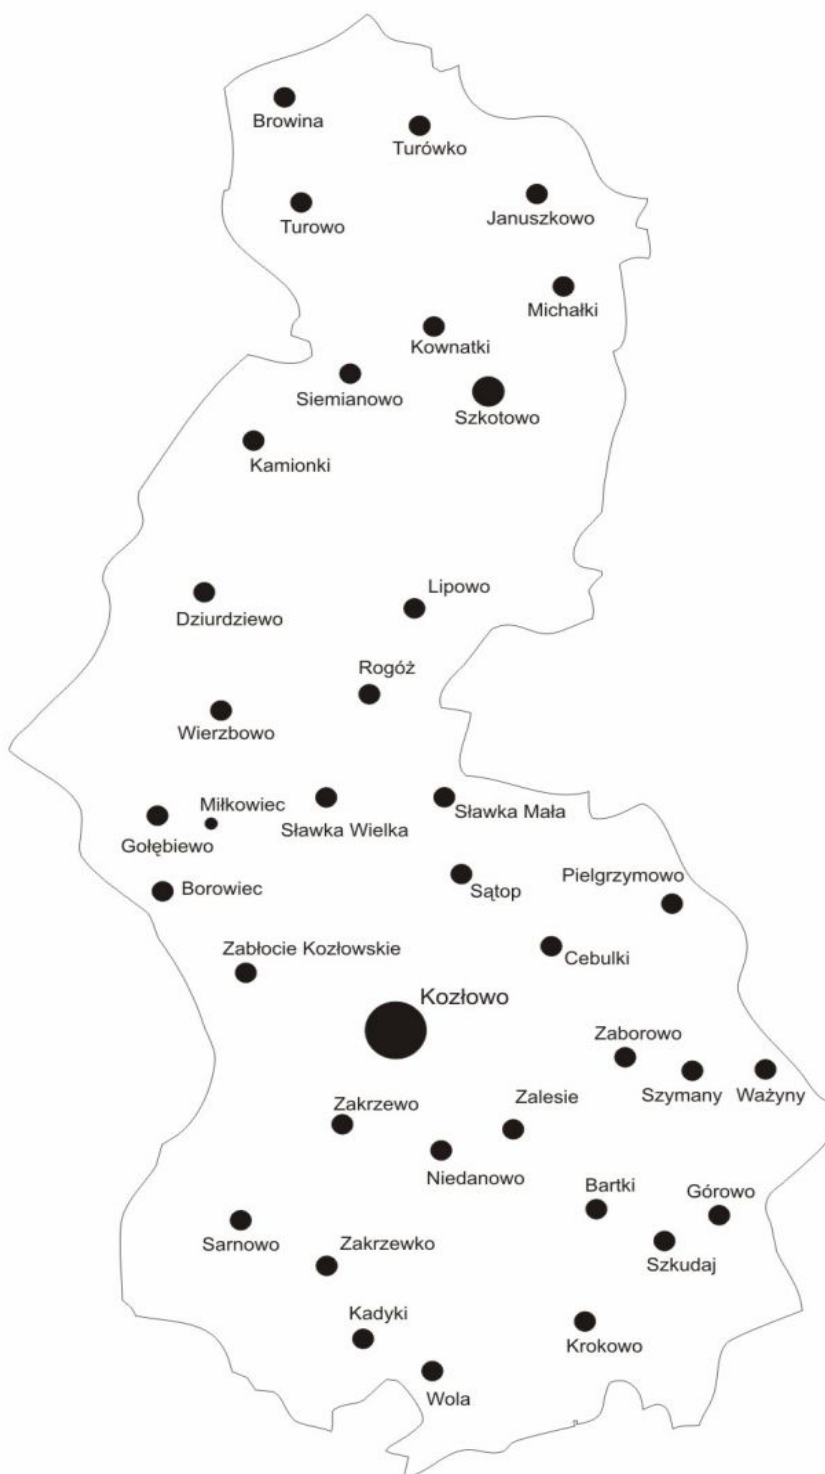 Browina
Turówko
Januszkowo
Turowo
Michałki
Kownatki
Siemianowo
Szkotowo
Kamionki
Lipowo
Dziurdziewo
Rogóż
Wierzbowo
Miłkowiec
Sławka Mała
Sławka Wielka
Gołębiewo
Pielgrzymowo
Borowiec
Sątop
Zabłocie Kozłowskie
Cebulki
Kozłowo
Zaborowo
Szymany
Ważyny
Zalesie
Zakrzewo
Niedanowo
Bartki
Górowo
Sarnowo
Zakrzewko
Szkudaj
Kadyki
Krokowo
Wola